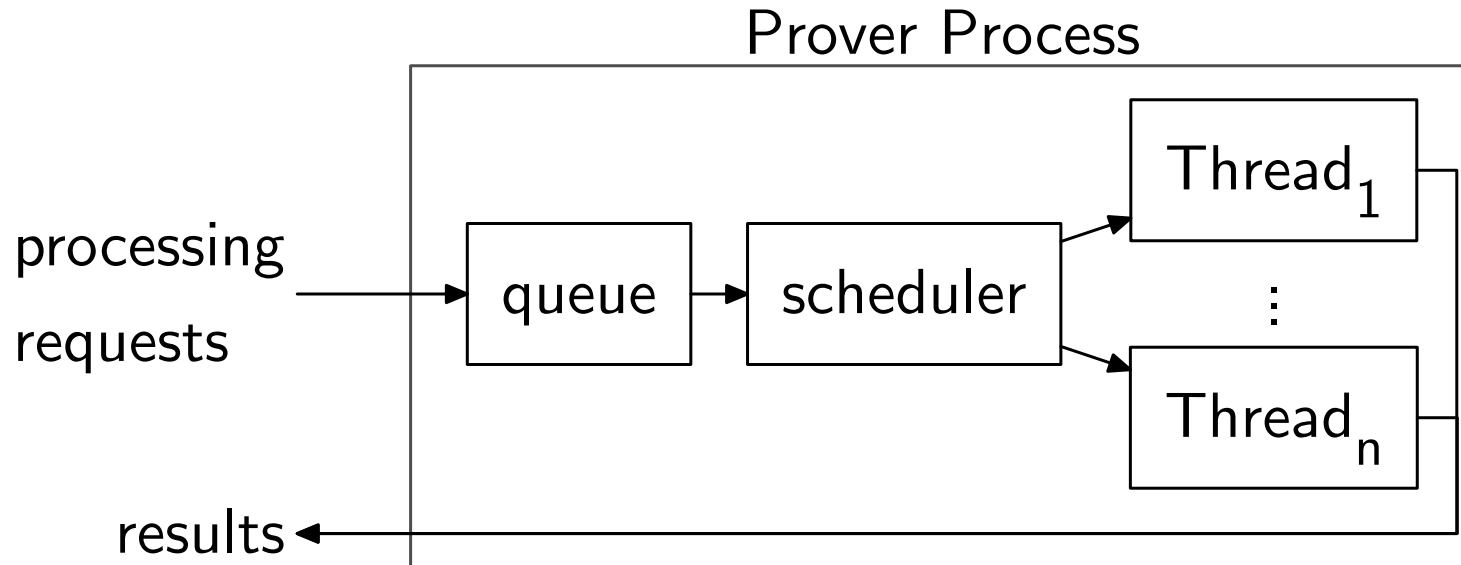 Prover Process
Thread₁
processing
requests
queue
scheduler
⋮
Threadₙ
results